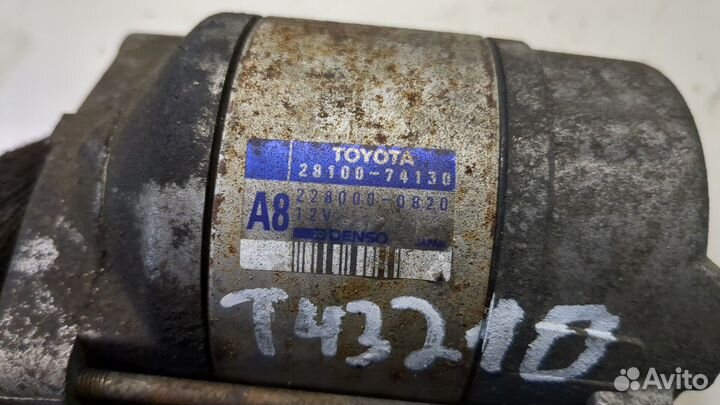 TOYOTA
28100-74130
A8
228000-0820
12V
DENSO
JAPAN
T43210
Avito